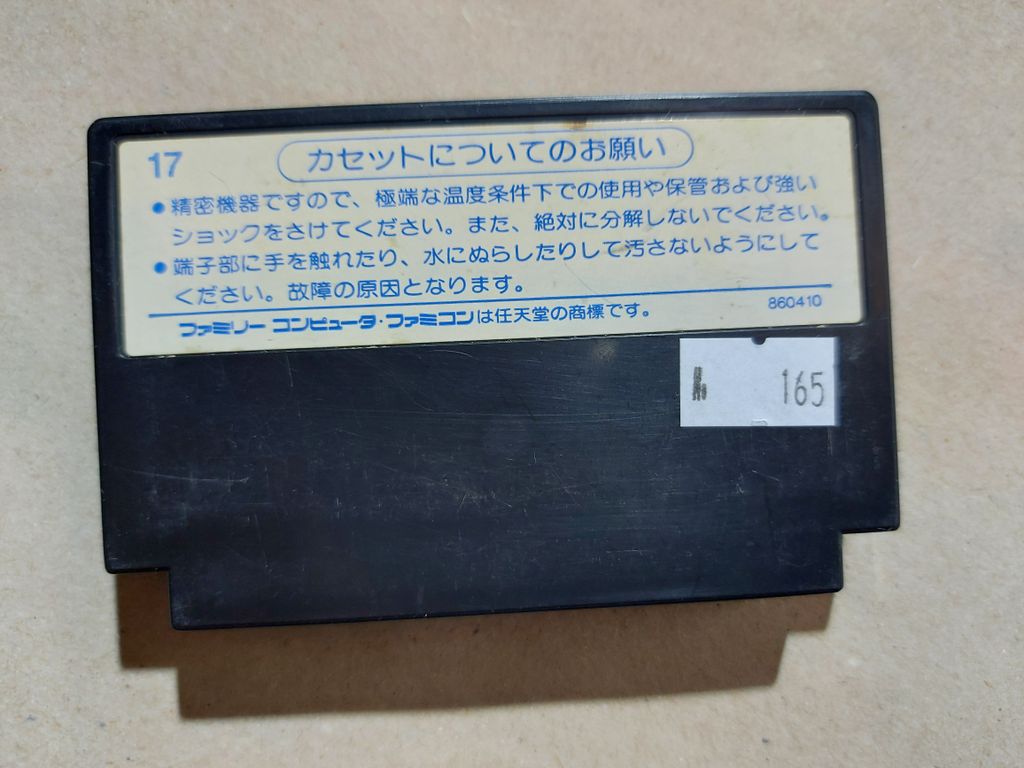 17
カセットについてのお願い
●精密機器ですので、極端な温度条件下での使用や保管および強い
ショックをさけてください。また、絶対に分解しないでください。
●端子部に手を触れたり、水にぬらしたりして汚さないようにして
ください。故障の原因となります。
ファミリー コンピュータ・ファミコンは任天堂の商標です。
860410
165